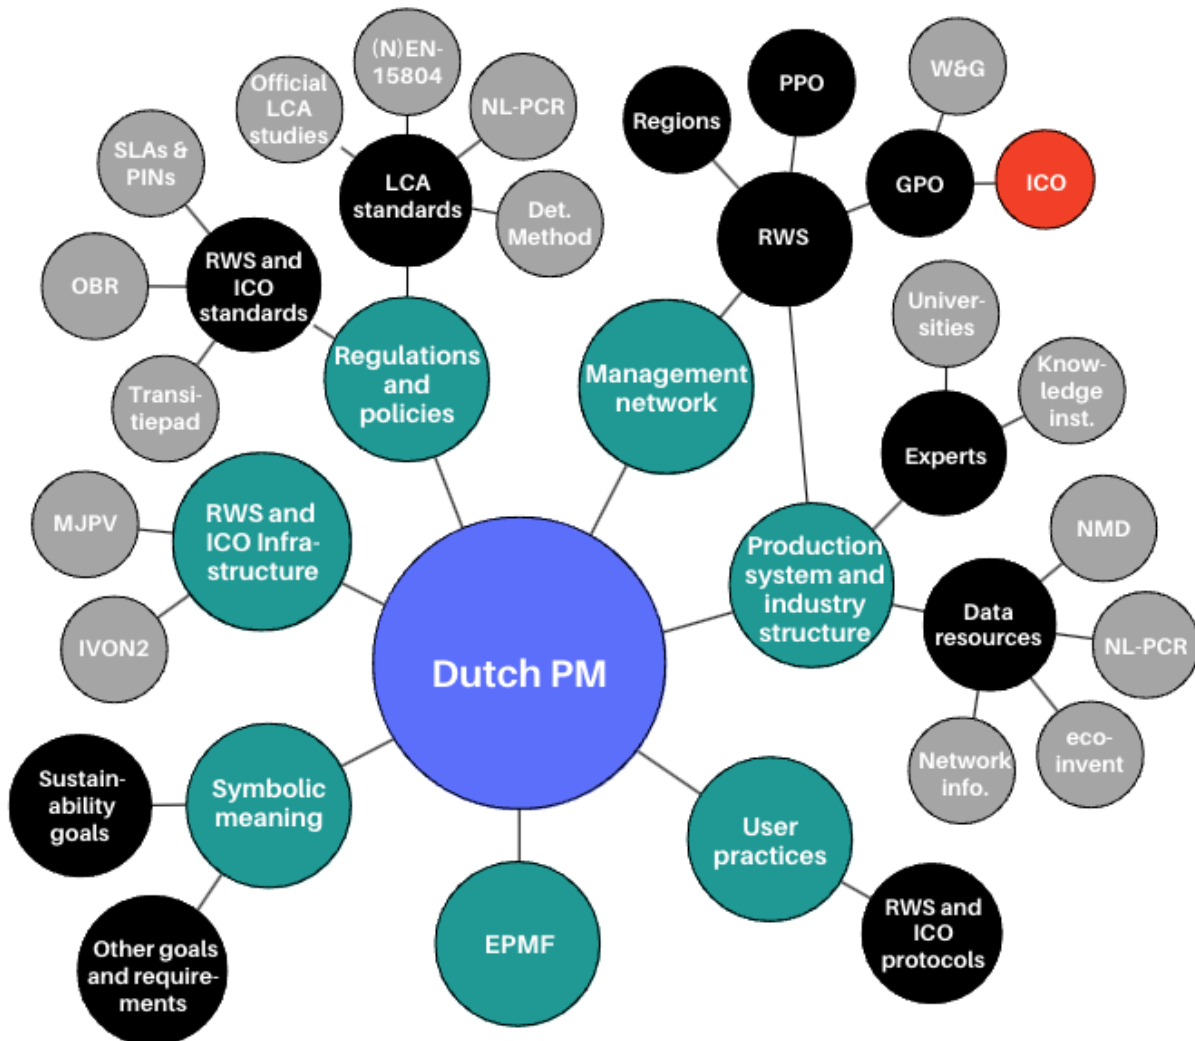 (N)EN-
15804
Official
LCA
studies
NL-PCR
SLAs &
PINs
LCA
standards
Det.
Method
OBR
RWS and
ICO
standards
Transi-
tiepad
Regulations
and
policies
PPO
W&G
Regions
GPO
ICO
RWS
Management
network
Univer-
sities
Know-
ledge
inst.
Experts
MJPV
RWS and
ICO Infra-
structure
IVON2
Production
system and
industry
structure
NMD
Data
resources
NL-PCR
eco-
invent
Network
info.
Dutch PM
Sustain-
ability
goals
Symbolic
meaning
Other goals
and require-
ments
EPMF
User
practices
RWS and
ICO
protocols